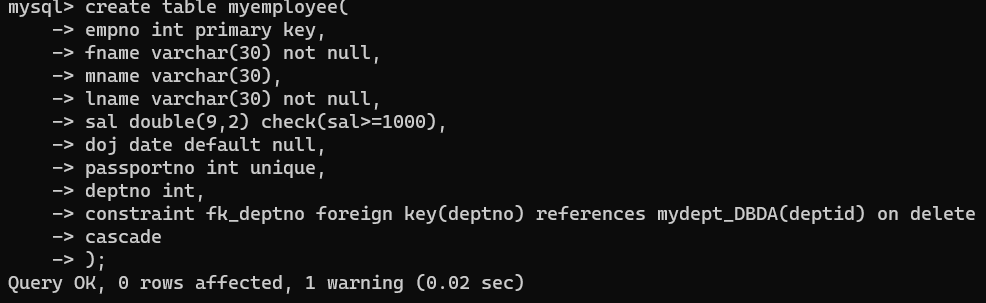 mysql> create table myemployee(
    -> empno int primary key,
    -> fname varchar(30) not null,
    -> mname varchar(30),
    -> lname varchar(30) not null,
    -> sal double(9,2) check(sal>=1000),
    -> doj date default null,
    -> passportno int unique,
    -> deptno int,
    -> constraint fk_deptno foreign key(deptno) references mydept_DBDA(deptid) on delete
    -> cascade
    -> );
Query OK, 0 rows affected, 1 warning (0.02 sec)